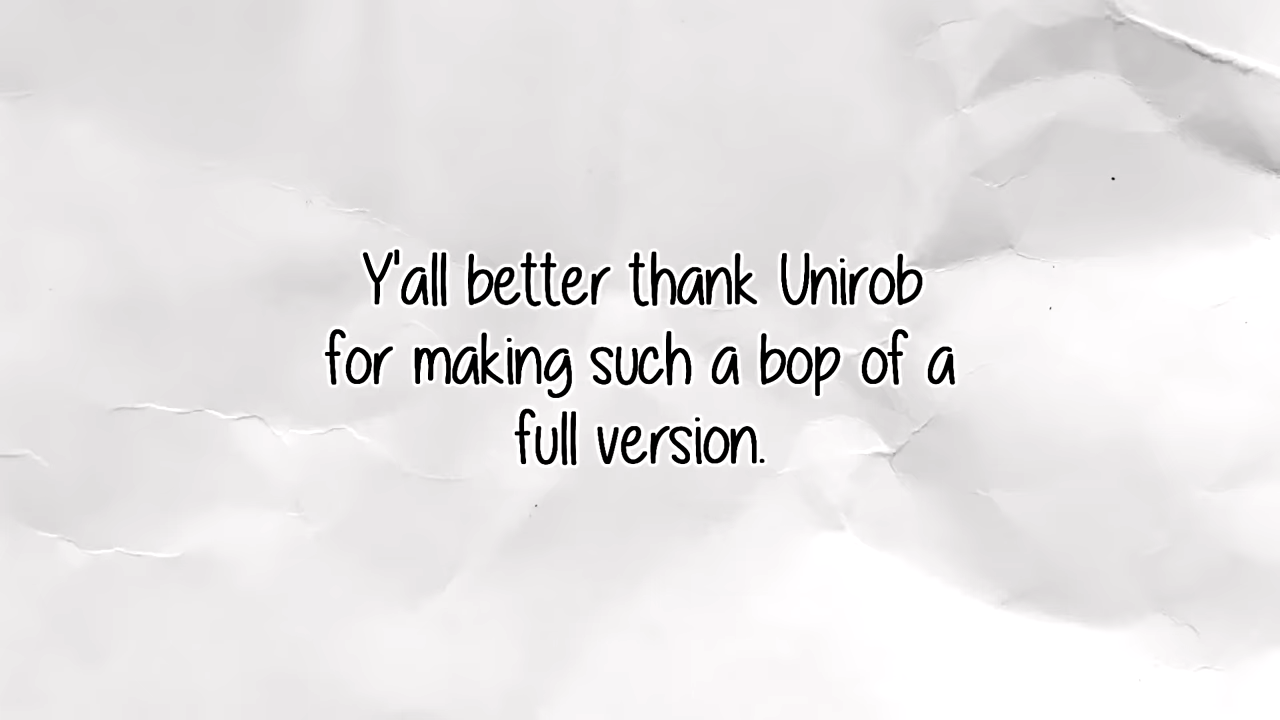 Y'all better thank Unirob
for making such a bop of a
full version.